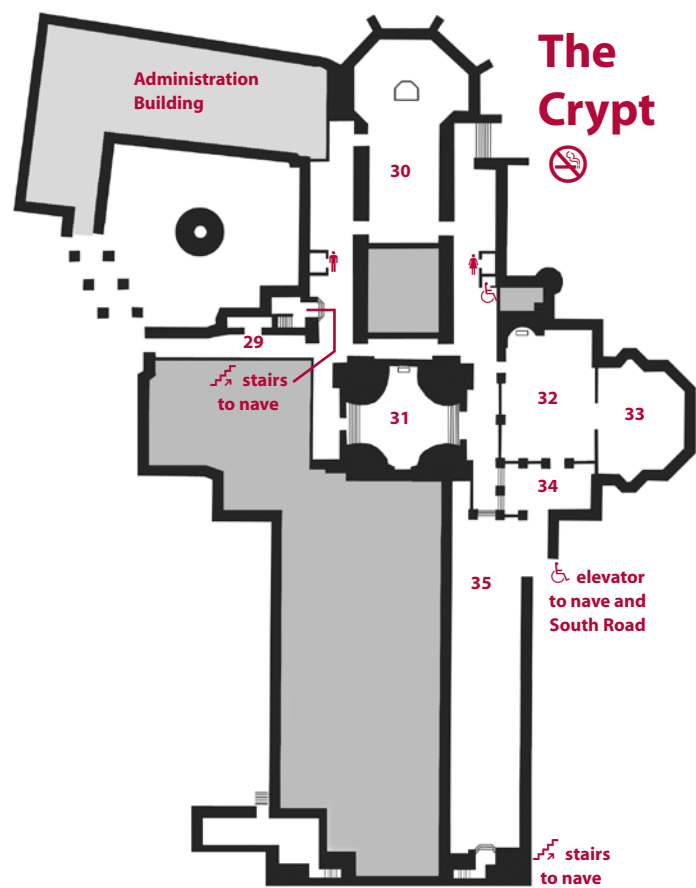 The
Crypt
Administration
Building
30
29
stairs
to nave
31
32
33
34
35
elevator
to nave and
South Road
stairs
to nave